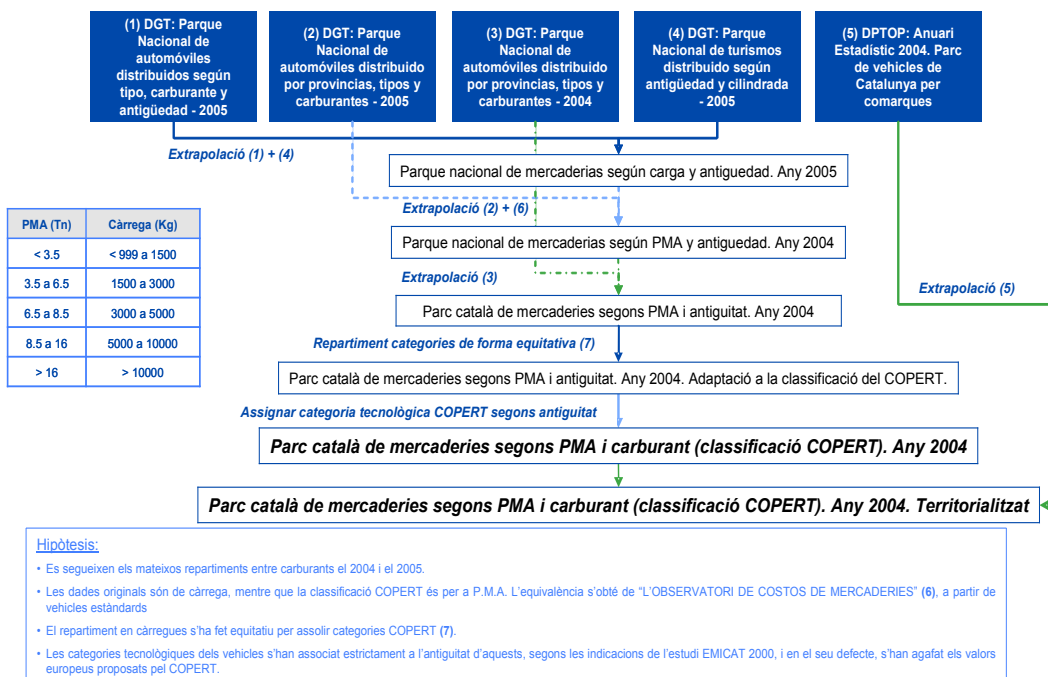 (1) DGT: Parque
Nacional de
automóviles
distribuidos según
tipo, carburante y
antigüedad - 2005
(2) DGT: Parque
Nacional de
automóviles distribuido
por provincias, tipos y
carburantes - 2005
(3) DGT: Parque
Nacional de
automóviles distribuido
por provincias, tipos y
carburantes - 2004
(4) DGT: Parque
Nacional de turismos
distribuido según
antigüedad y cilindrada
- 2005
(5) DPTOP: Anuari
Estadístic 2004. Parc
de vehicles de
Catalunya per
comarques
Extrapolació (1) + (4)
Parque nacional de mercaderias según carga y antiguedad. Any 2005
Extrapolació (2) + (6)
Parque nacional de mercaderias según PMA y antiguedad. Any 2004
Extrapolació (3)
Extrapolació (5)
Parc català de mercaderies segons PMA i antiguitat. Any 2004
Repartiment categories de forma equitativa (7)
Parc català de mercaderies segons PMA i antiguitat. Any 2004. Adaptació a la classificació del COPERT.
Assignar categoria tecnològica COPERT segons antiguitat
Parc català de mercaderies segons PMA i carburant (classificació COPERT). Any 2004
Parc català de mercaderies segons PMA i carburant (classificació COPERT). Any 2004. Territorialitzat
PMA (Tn) Càrrega (Kg)
< 3.5 < 999 a 1500
3.5 a 6.5 1500 a 3000
6.5 a 8.5 3000 a 5000
8.5 a 16 5000 a 10000
> 16 > 10000
Hipòtesis:
• Es segueixen els mateixos repartiments entre carburants el 2004 i el 2005.
• Les dades originals són de càrrega, mentre que la classificació COPERT és per a P.M.A. L'equivalència s'obté de "L'OBSERVATORI DE COSTOS DE MERCADERIES" (6), a partir de
vehicles estàndards
• El repartiment en càrregues s'ha fet equitatiu per assolir categories COPERT (7).
• Les categories tecnològiques dels vehicles s'han associat estrictament a l'antiguitat d'aquests, segons les indicacions de l'estudi EMICAT 2000, i en el seu defecte, s'han agafat els valors
europeus proposats pel COPERT.